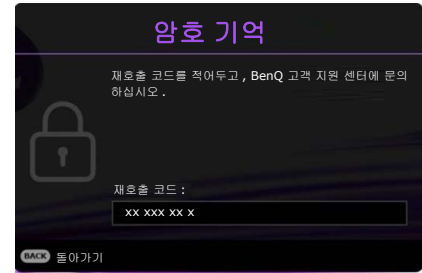 암호 기억
재호출 코드를 적어두고 , BenQ 고객 지원 센터에 문의
하십시오 .
재호출 코드 :
xx xxx xx x
BACK 돌아가기